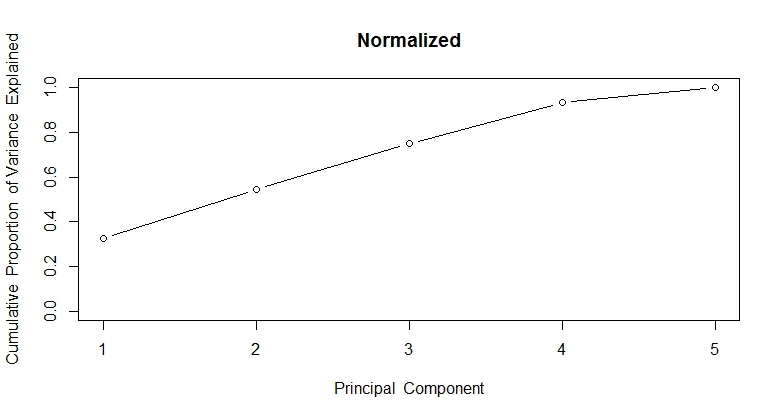 Normalized
Cumulative Proportion of Variance Explained
1.0
0.8
0.6
0.4
0.2
0.0
1 2 3 4 5
Principal Component